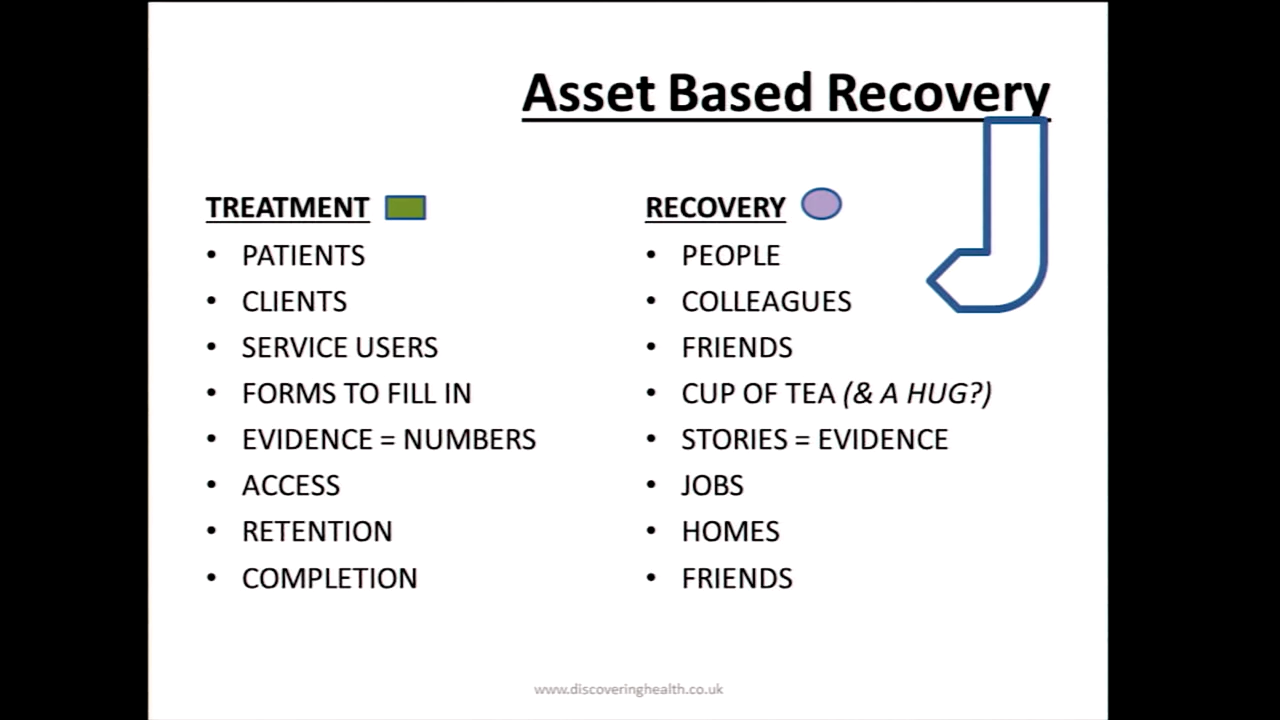 Asset Based Recovery
TREATMENT
• PATIENTS
• CLIENTS
• SERVICE USERS
• FORMS TO FILL IN
• EVIDENCE = NUMBERS
• ACCESS
• RETENTION
• COMPLETION
RECOVERY
• PEOPLE
• COLLEAGUES
• FRIENDS
• CUP OF TEA (& A HUG?)
• STORIES = EVIDENCE
• JOBS
• HOMES
• FRIENDS
www.discoveringhealth.co.uk